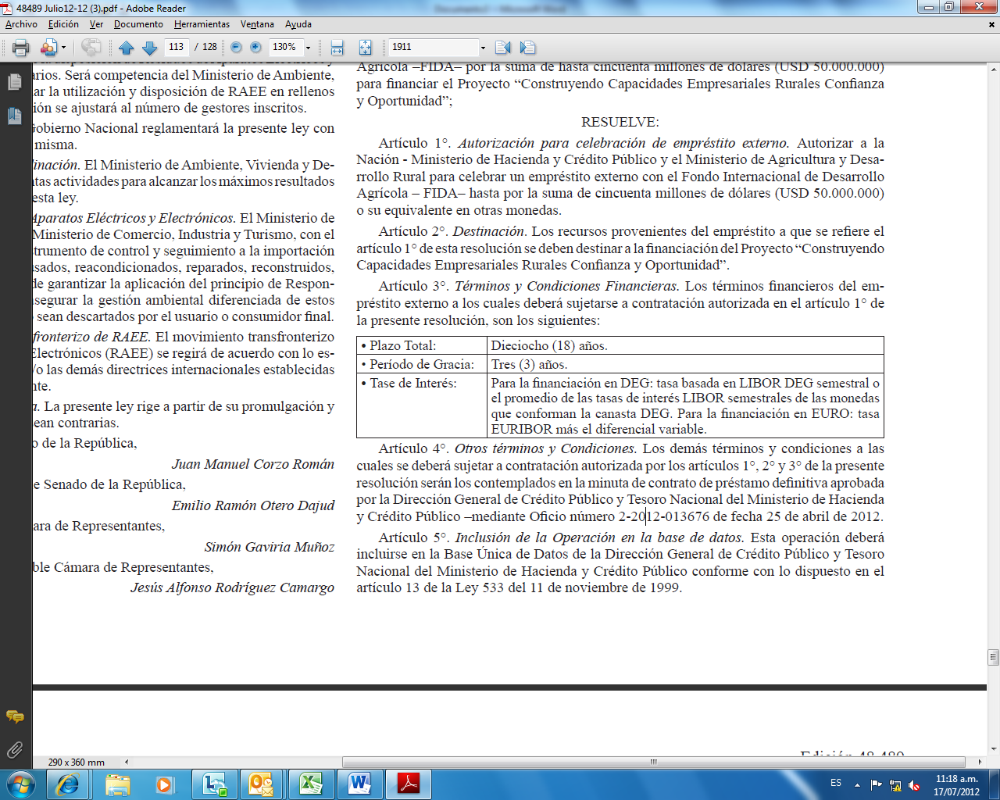 48489 Julio12-12 (3).pdf - Adobe Reader
Archivo Edición Ver Documento Herramientas Ventana Ayuda
113 / 128 130% 1911
arios. Será competencia del Ministerio de Ambiente,
lar la utilización y disposición de RAEE en rellenos
ión se ajustará al número de gestores inscritos.
Gobierno Nacional reglamentará la presente ley con
misma.
dinación. El Ministerio de Ambiente, Vivienda y De-
ntas actividades para alcanzar los máximos resultados
esta ley.
Aparatos Eléctricos y Electrónicos. El Ministerio de
Ministerio de Comercio, Industria y Turismo, con el
strumento de control y seguimiento a la importación
usados, reacondicionados, reparados, reconstruidos,
de garantizar la aplicación del principio de Respon-
asegurar la gestión ambiental diferenciada de estos
o sean descartados por el usuario o consumidor final.
fronterizo de RAEE. El movimiento transfronterizo
Electrónicos (RAEE) se regirá de acuerdo con lo es-
/o las demás directrices internacionales establecidas
nte.
a. La presente ley rige a partir de su promulgación y
sean contrarias.
o de la República,
Juan Manuel Corzo Román
e Senado de la República,
Emilio Ramón Otero Dajud
ara de Representantes,
Simón Gaviria Muñoz
ble Cámara de Representantes,
Jesús Alfonso Rodríguez Camargo
Agrícola –FIDA– por la suma de hasta cincuenta millones de dólares (USD 50.000.000)
para financiar el Proyecto “Construyendo Capacidades Empresariales Rurales Confianza
y Oportunidad”;
RESUELVE:
Artículo 1°. Autorización para celebración de empréstito externo. Autorizar a la
Nación - Ministerio de Hacienda y Crédito Público y el Ministerio de Agricultura y Desa-
rrollo Rural para celebrar un empréstito externo con el Fondo Internacional de Desarrollo
Agrícola – FIDA– hasta por la suma de cincuenta millones de dólares (USD 50.000.000)
o su equivalente en otras monedas.
Artículo 2°. Destinación. Los recursos provenientes del empréstito a que se refiere el
artículo 1° de esta resolución se deben destinar a la financiación del Proyecto “Construyendo
Capacidades Empresariales Rurales Confianza y Oportunidad”.
Artículo 3°. Términos y Condiciones Financieras. Los términos financieros del em-
préstito externo a los cuales deberá sujetarse a contratación autorizada en el artículo 1° de
la presente resolución, son los siguientes:
• Plazo Total: Dieciocho (18) años.
• Período de Gracia: Tres (3) años.
• Tase de Interés: Para la financiación en DEG: tasa basada en LIBOR DEG semestral o
el promedio de las tasas de interés LIBOR semestrales de las monedas
que conforman la canasta DEG. Para la financiación en EURO: tasa
EURIBOR más el diferencial variable.
Artículo 4°. Otros términos y Condiciones. Los demás términos y condiciones a las
cuales se deberá sujetar a contratación autorizada por los artículos 1°, 2° y 3° de la presente
resolución serán los contemplados en la minuta de contrato de préstamo definitiva aprobada
por la Dirección General de Crédito Público y Tesoro Nacional del Ministerio de Hacienda
y Crédito Público –mediante Oficio número 2-2012-013676 de fecha 25 de abril de 2012.
Artículo 5°. Inclusión de la Operación en la base de datos. Esta operación deberá
incluirse en la Base Única de Datos de la Dirección General de Crédito Público y Tesoro
Nacional del Ministerio de Hacienda y Crédito Público conforme con lo dispuesto en el
artículo 13 de la Ley 533 del 11 de noviembre de 1999.
290 x 360 mm
ES
11:18 a.m.
17/07/2012